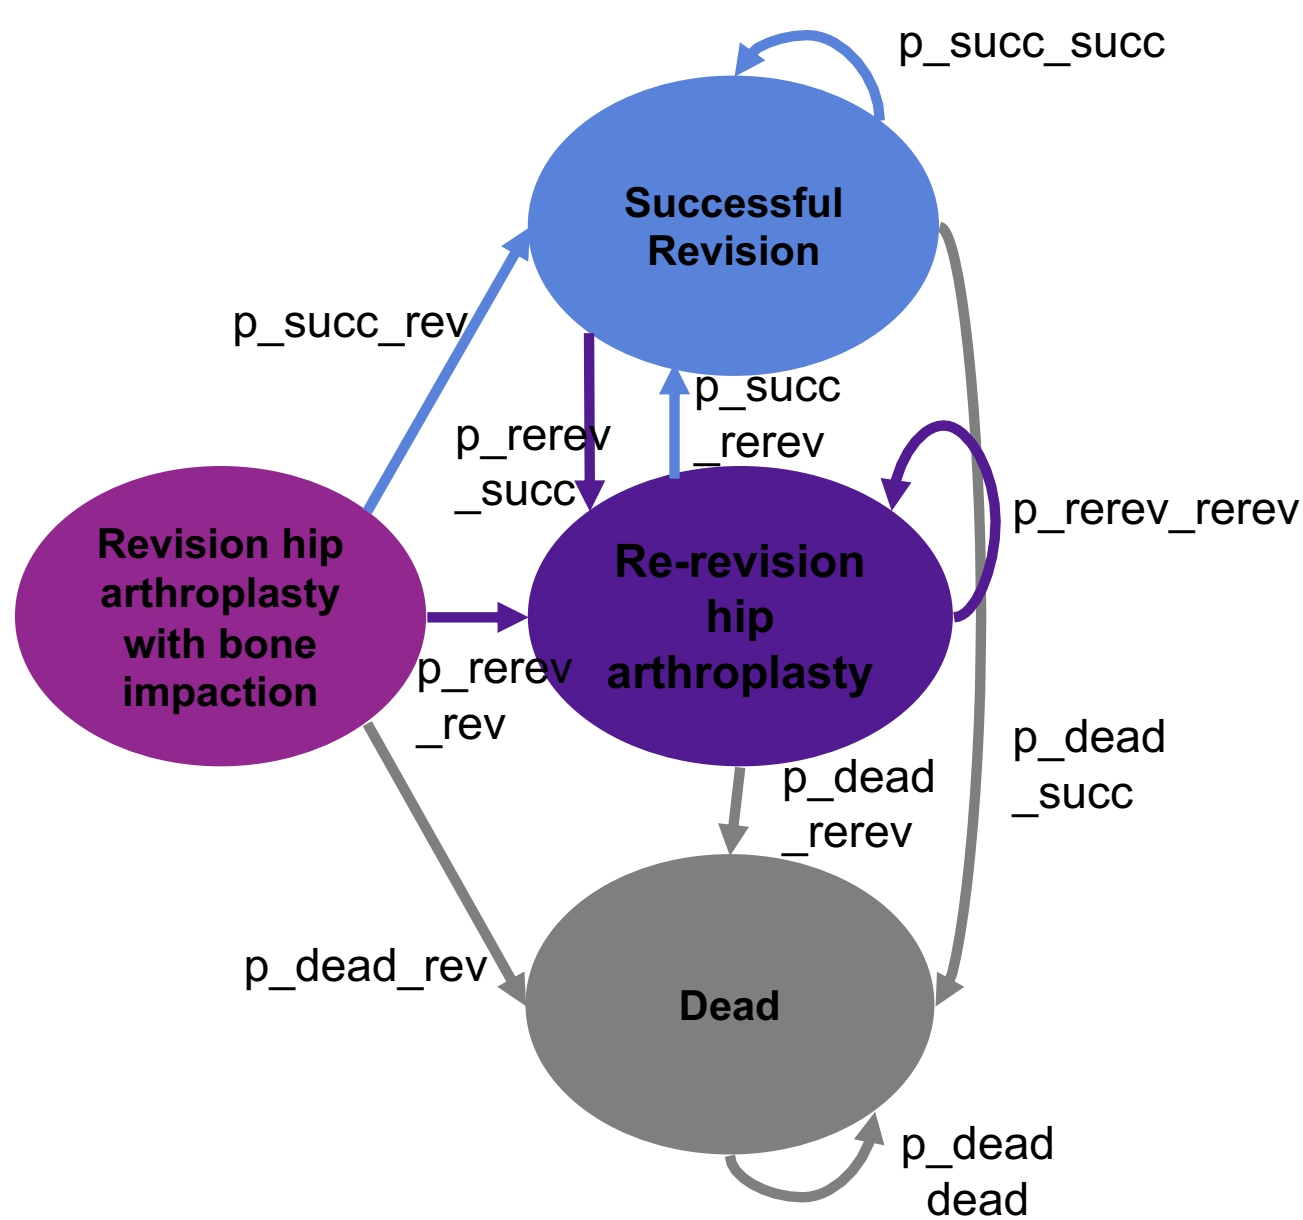 p_succ_succ
Successful
Revision
p_succ_rev
p_succ
_rerev
p_rerev
_succ
p_rerev_rerev
Revision hip
arthroplasty
with bone
impaction
Re-revision
hip
arthroplasty
p_rerev
_rev
p_dead
_succ
p_dead
_rerev
p_dead_rev
Dead
p_dead
dead